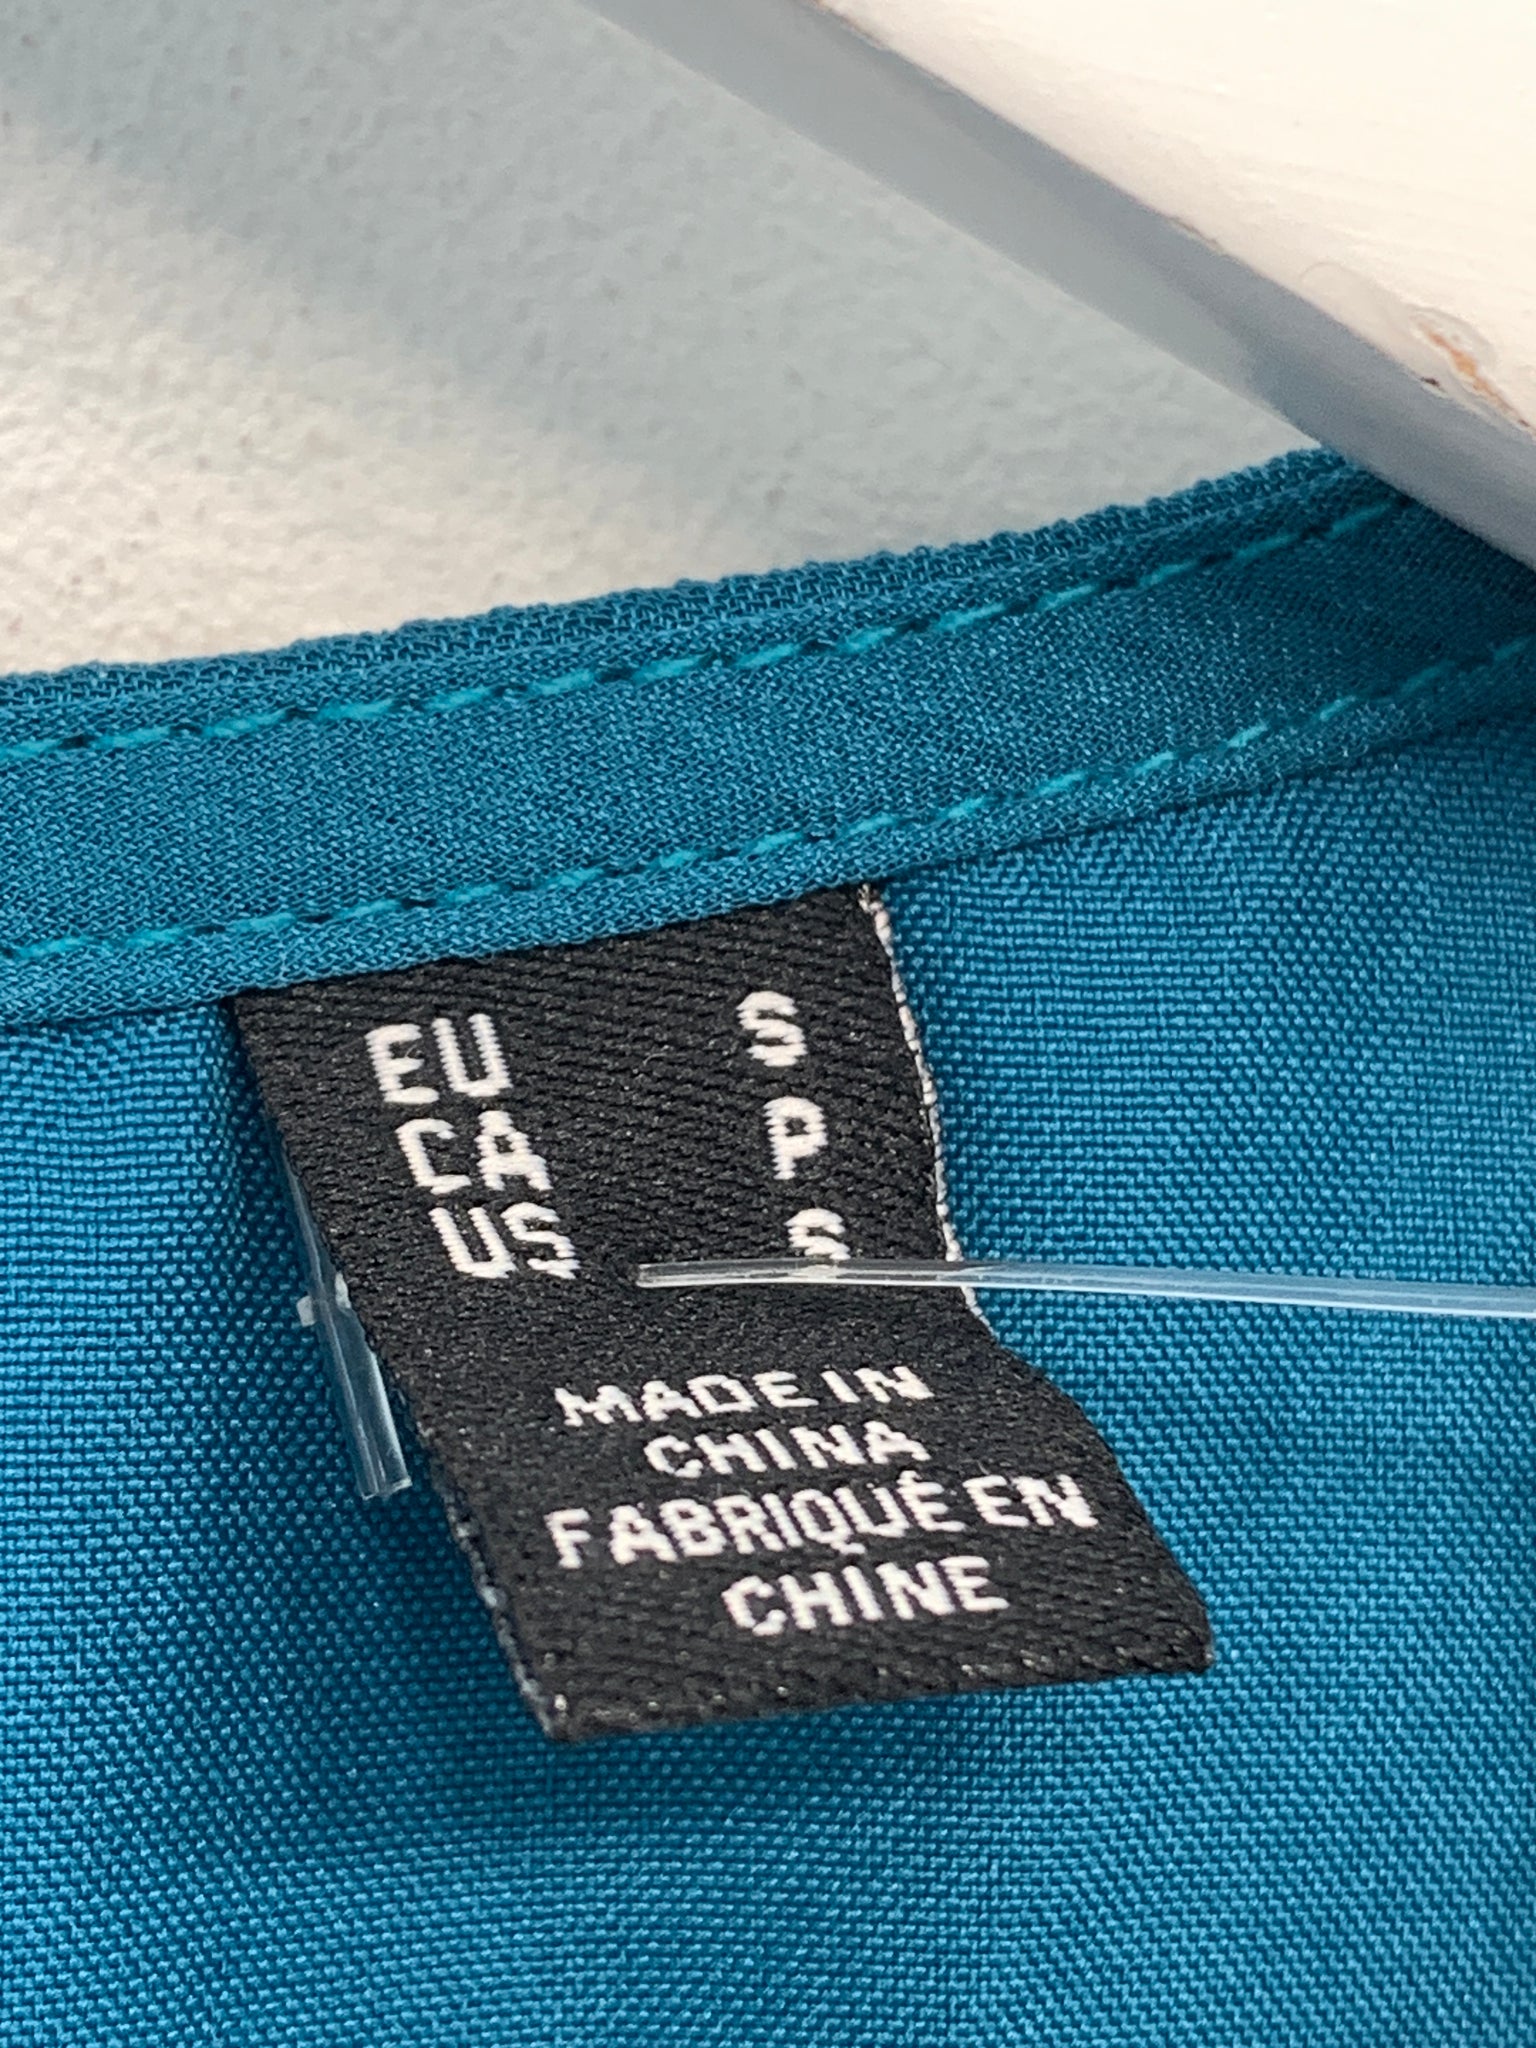 EU S
CA P
US S
MADE IN
CHINA
FABRIQUÉ EN
CHINE